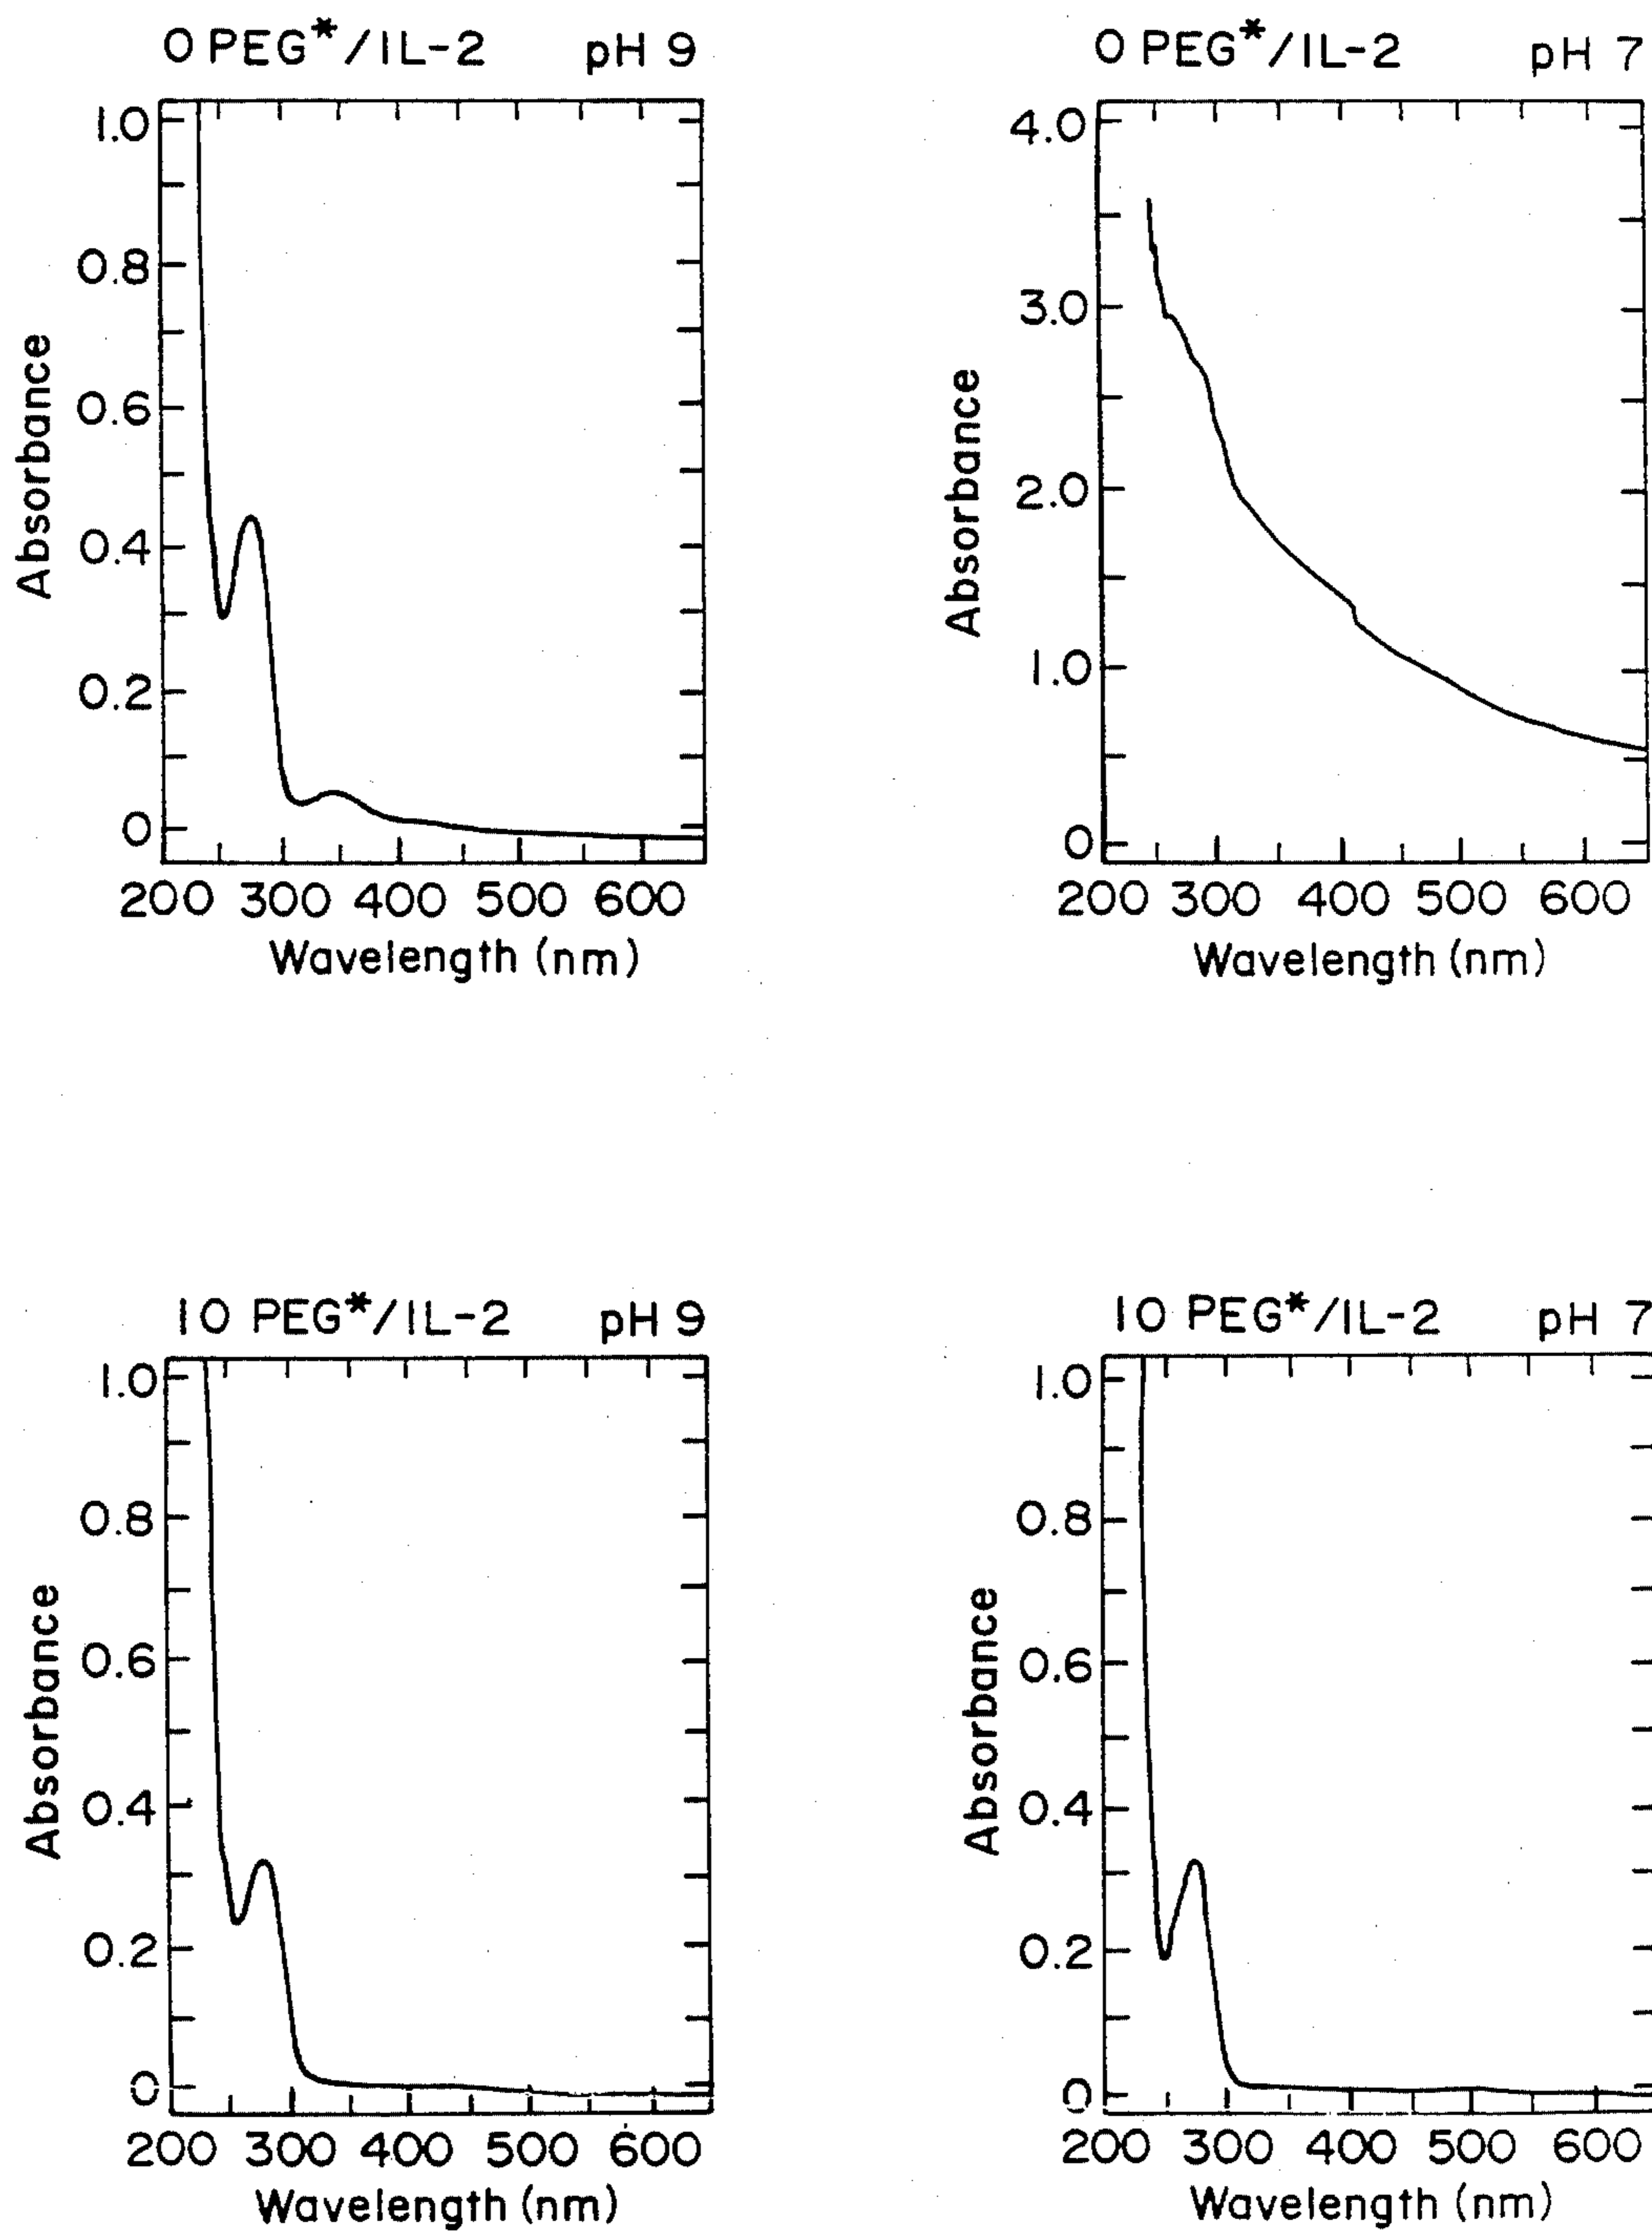 0 PEG*/IL-2 pH 9
1.0
0.8
0.6
0.4
0.2
0
Absorbance
200 300 400 500 600
Wavelength (nm)
0 PEG*/IL-2 pH 7
4.0
3.0
2.0
1.0
0
Absorbance
200 300 400 500 600
Wavelength (nm)
10 PEG*/IL-2 pH 9
1.0
0.8
0.6
0.4
0.2
0
Absorbance
200 300 400 500 600
Wavelength (nm)
10 PEG*/IL-2 pH 7
1.0
0.8
0.6
0.4
0.2
0
Absorbance
200 300 400 500 600
Wavelength (nm)